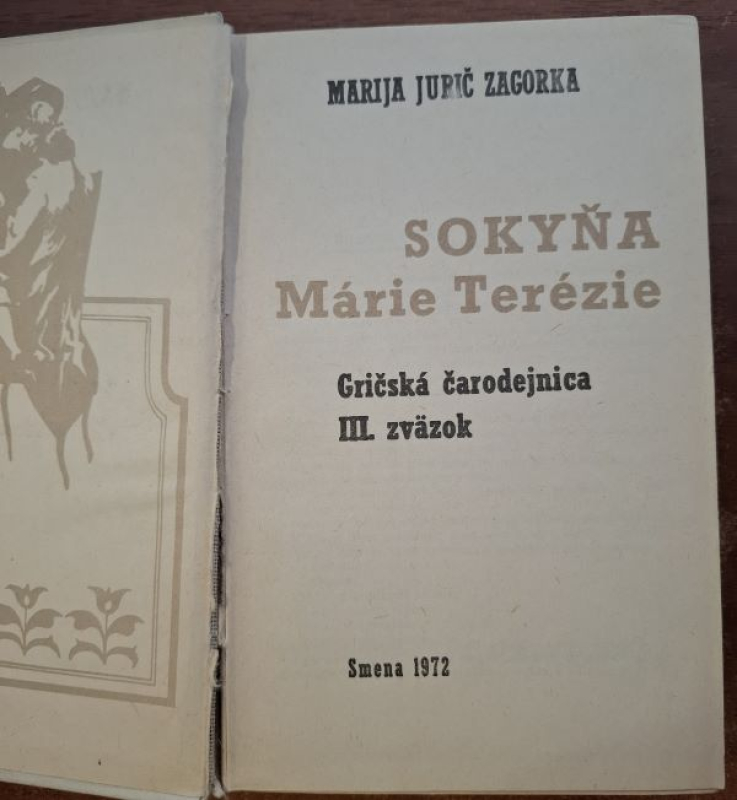 MARIJA JURIČ ZAGORKA
SOKYŇA
Márie Terézie
Gričská čarodejnica
III. zväzok
Smena 1972